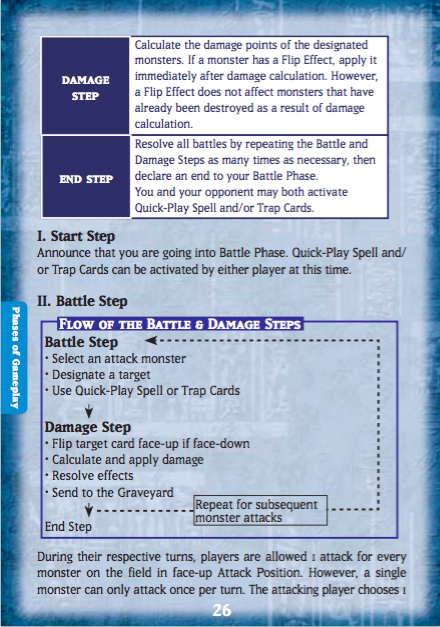 DAMAGE
STEP
Calculate the damage points of the designated
monsters. If a monster has a Flip Effect, apply it
immediately after damage calculation. However,
a Flip Effect does not affect monsters that have
already been destroyed as a result of damage
calculation.
END STEP
Resolve all battles by repeating the Battle and
Damage Steps as many times as necessary, then
declare an end to your Battle Phase.
You and your opponent may both activate
Quick-Play Spell and/or Trap Cards.
I. Start Step
Announce that you are going into Battle Phase. Quick-Play Spell and/
or Trap Cards can be activated by either player at this time.
II. Battle Step
Phases of Gameplay
FLOW OF THE BATTLE & DAMAGE STEPS
Battle Step
• Select an attack monster
• Designate a target
• Use Quick-Play Spell or Trap Cards
Damage Step
• Flip target card face-up if face-down
• Calculate and apply damage
• Resolve effects
• Send to the Graveyard
Repeat for subsequent
monster attacks
End Step
During their respective turns, players are allowed 1 attack for every
monster on the field in face-up Attack Position. However, a single
monster can only attack once per turn. The attacking player chooses 1
26